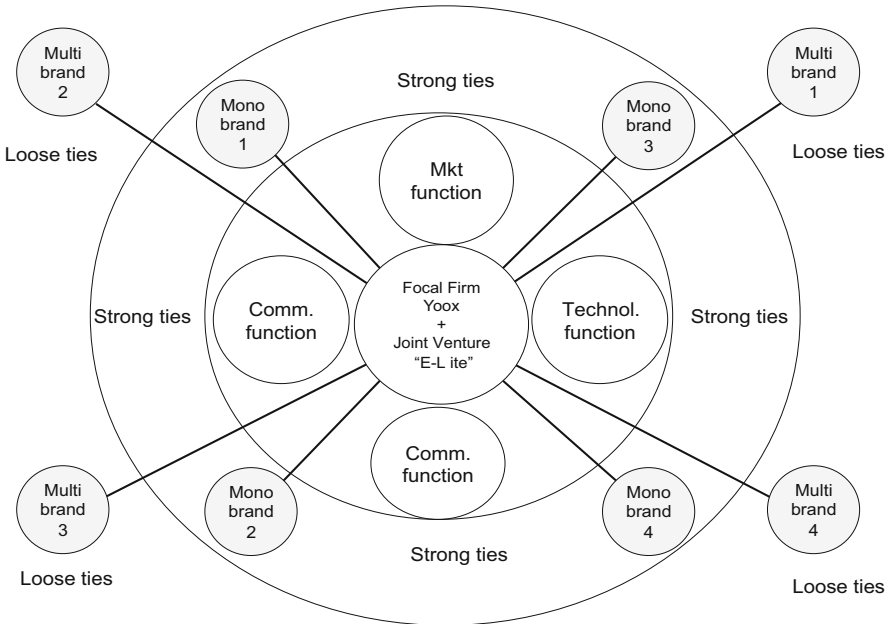 Multi
brand
2
Loose ties
Mono
brand
1
Strong ties
Mono
brand
3
Multi
brand
1
Loose ties
Mkt
function
Strong ties
Comm.
function
Focal Firm
Yoox
+
Joint Venture
“E-L ite”
Technol.
function
Strong ties
Multi
brand
3
Loose ties
Mono
brand
2
Comm.
function
Strong ties
Mono
brand
4
Multi
brand
4
Loose ties